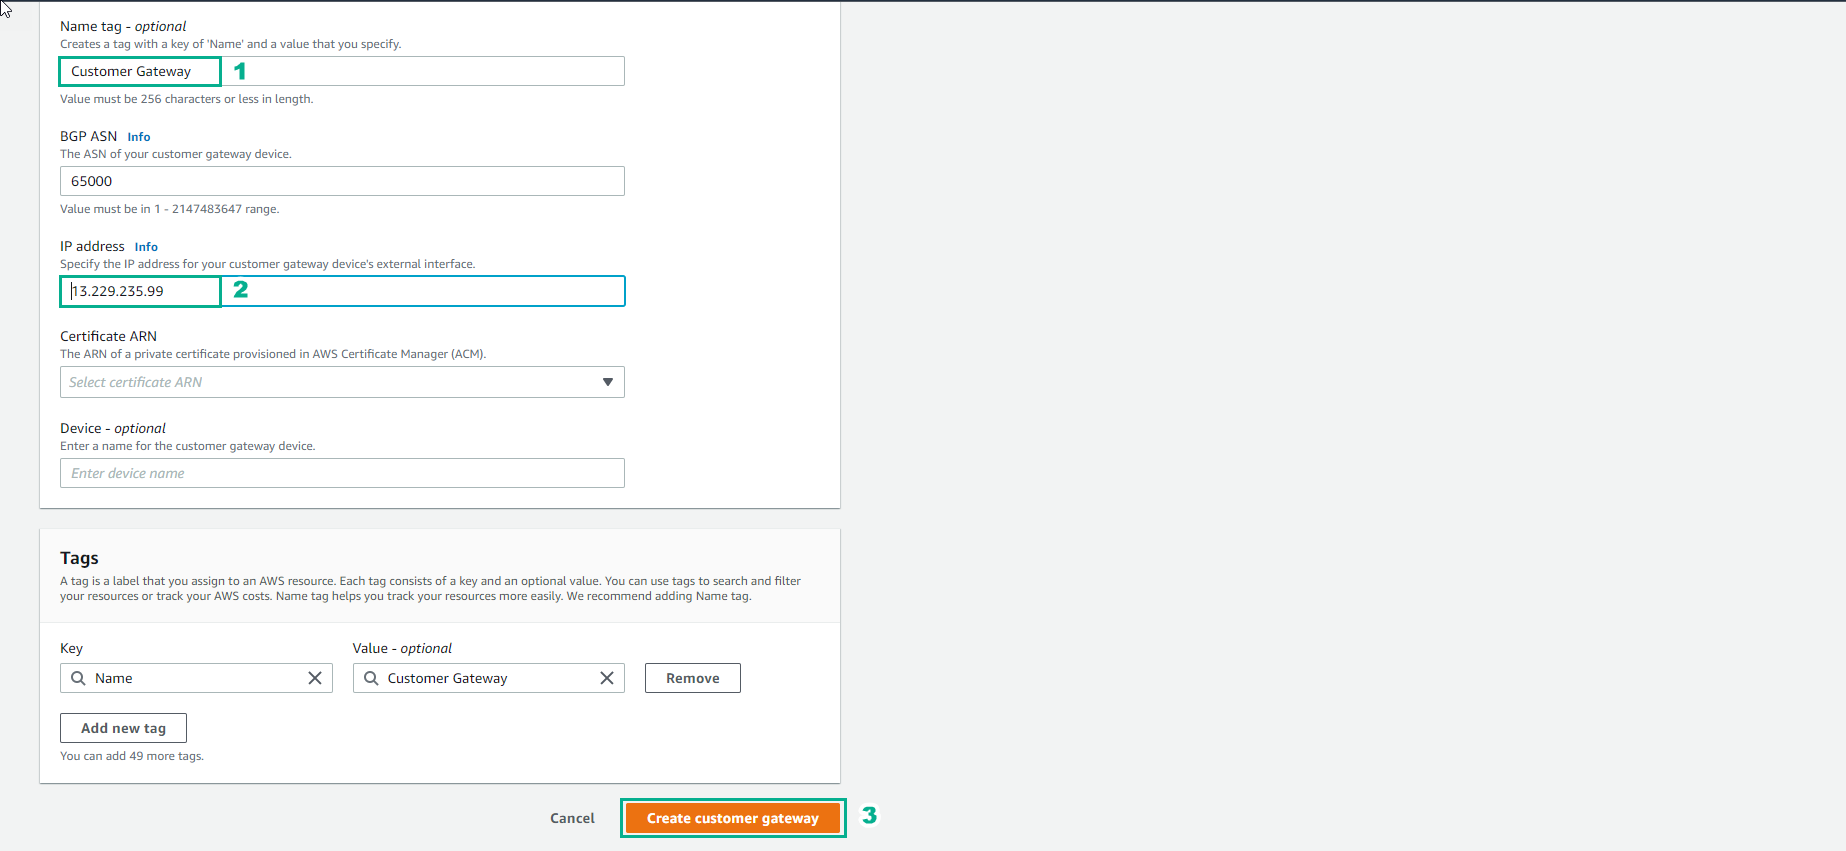 Name tag - optional
Creates a tag with a key of 'Name' and a value that you specify.
Customer Gateway 1
Value must be 256 characters or less in length.
BGP ASN Info
The ASN of your customer gateway device.
65000
Value must be in 1 - 2147483647 range.
IP address Info
Specify the IP address for your customer gateway device's external interface.
13.229.235.99 2
Certificate ARN
The ARN of a private certificate provisioned in AWS Certificate Manager (ACM).
Select certificate ARN
Device - optional
Enter a name for the customer gateway device.
Enter device name
Tags
A tag is a label that you assign to an AWS resource. Each tag consists of a key and an optional value. You can use tags to search and filter
your resources or track your AWS costs. Name tag helps you track your resources more easily. We recommend adding Name tag.
Key Value - optional
Name Customer Gateway Remove
Add new tag
You can add 49 more tags.
Cancel Create customer gateway 3